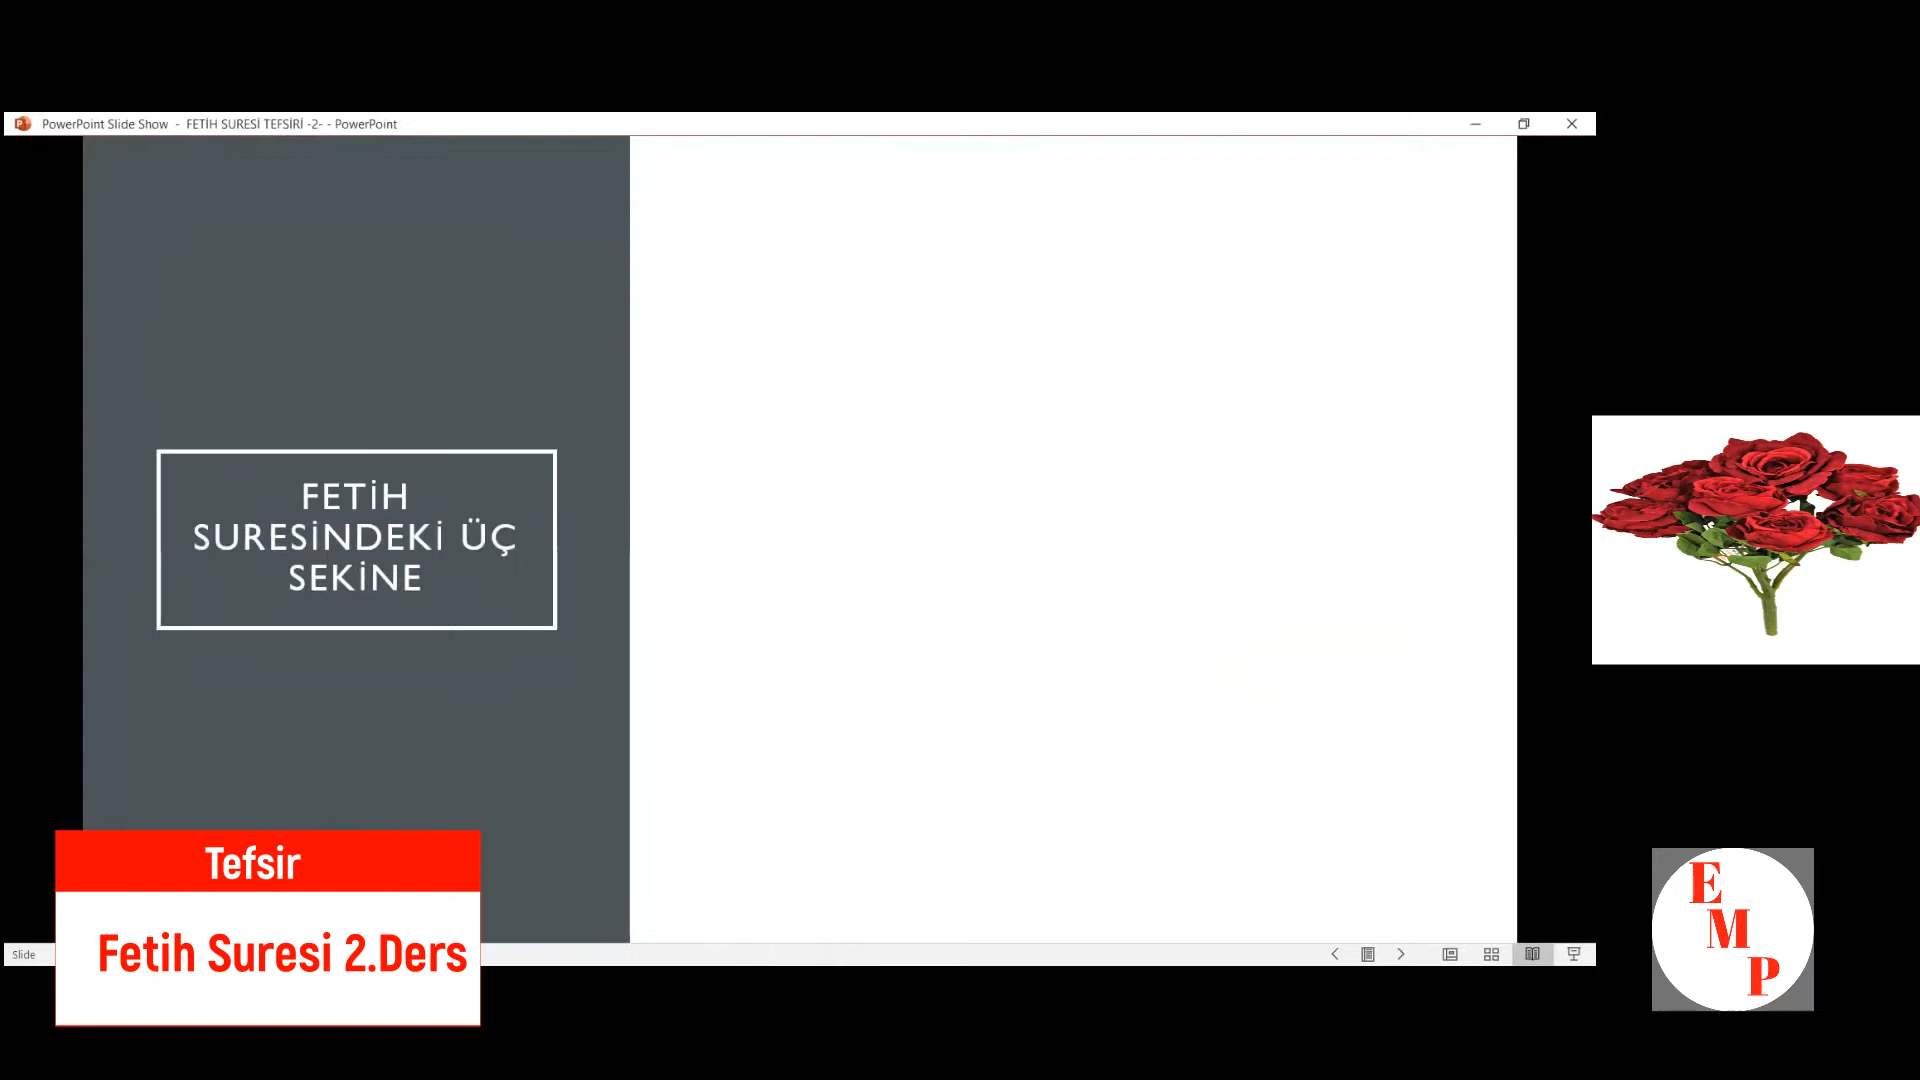 PowerPoint Slide Show - FETİH SURESİ TEFSİRİ -2- - PowerPoint
FETİH
SURESİNDEKİ ÜÇ
SEKİNE
Tefsir
Fetih Suresi 2.Ders
Slide
E
M
P